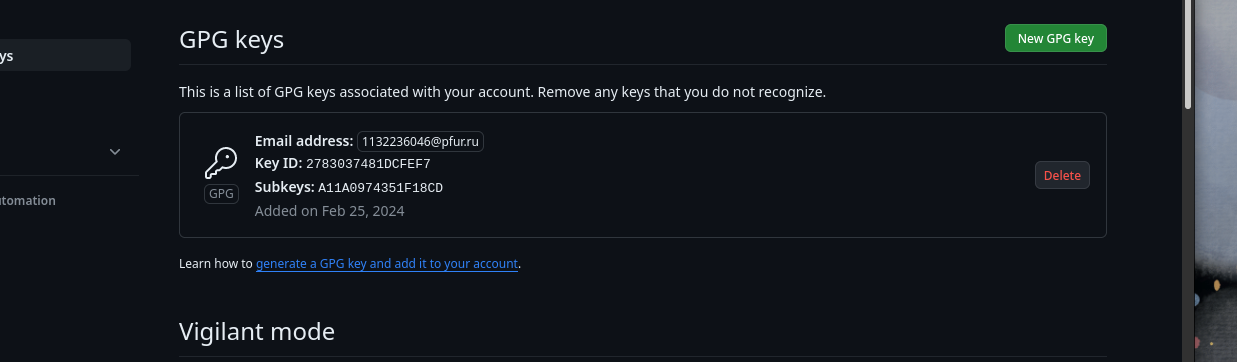 GPG keys
New GPG key
ys
This is a list of GPG keys associated with your account. Remove any keys that you do not recognize.
Email address: 1132236046@pfur.ru
Key ID: 2783037481DCFEF7
GPG
Subkeys: A11A0974351F18CD
Delete
utomation
Added on Feb 25, 2024
Learn how to generate a GPG key and add it to your account.
Vigilant mode